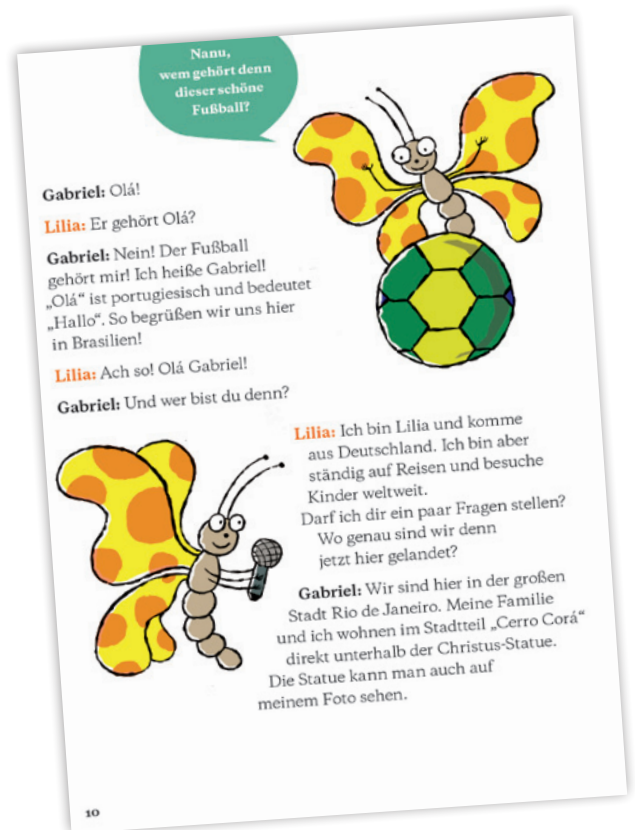 Nanu,
wem gehört denn
dieser schöne
Fußball?
Gabriel: Olá!
Lilia: Er gehört Olá?
Gabriel: Nein! Der Fußball
gehört mir! Ich heiße Gabriel!
„Olá“ ist portugiesisch und bedeutet
„Hallo“. So begrüßen wir uns hier
in Brasilien!
Lilia: Ach so! Olá Gabriel!
Gabriel: Und wer bist du denn?
Lilia: Ich bin Lilia und komme
aus Deutschland. Ich bin aber
ständig auf Reisen und besuche
Kinder weltweit.
Darf ich dir ein paar Fragen stellen?
Wo genau sind wir denn
jetzt hier gelandet?
Gabriel: Wir sind hier in der großen
Stadt Rio de Janeiro. Meine Familie
und ich wohnen im Stadtteil „Cerro Corá“
direkt unterhalb der Christus-Statue.
Die Statue kann man auch auf
meinem Foto sehen.
10